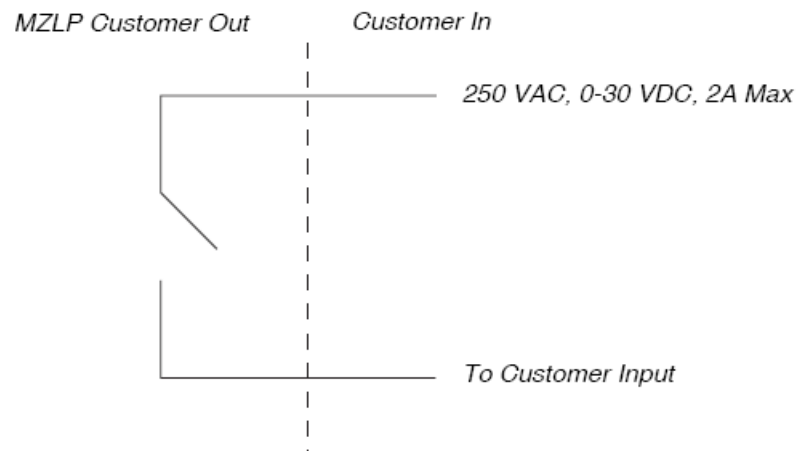 MZLP Customer Out
Customer In
250 VAC, 0-30 VDC, 2A Max
To Customer Input